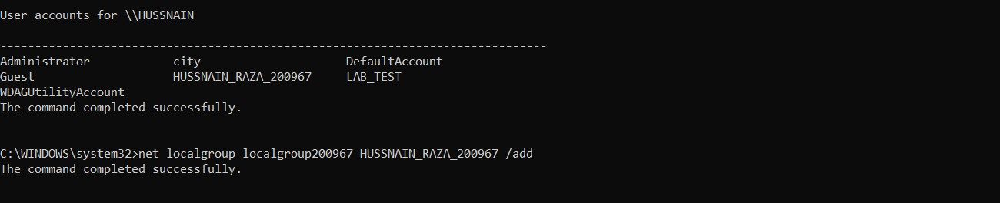 User accounts for \\HUSSNAIN
-------------------------------------------------------------------------------
Administrator            city                     DefaultAccount
Guest                    HUSSNAIN_RAZA_200967     LAB_TEST
WDAGUtilityAccount
The command completed successfully.
C:\WINDOWS\system32>net localgroup localgroup200967 HUSSNAIN_RAZA_200967 /add
The command completed successfully.